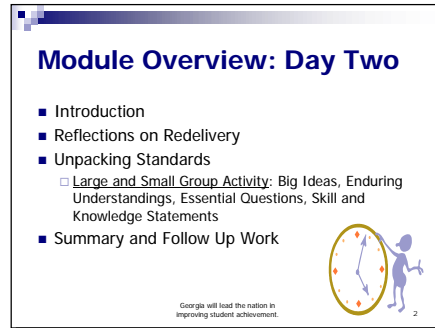 Module Overview: Day Two
Introduction
Reflections on Redelivery
Unpacking Standards
Large and Small Group Activity: Big Ideas, Enduring
Understandings, Essential Questions, Skill and
Knowledge Statements
Summary and Follow Up Work
Georgia will lead the nation in
improving student achievement.
2